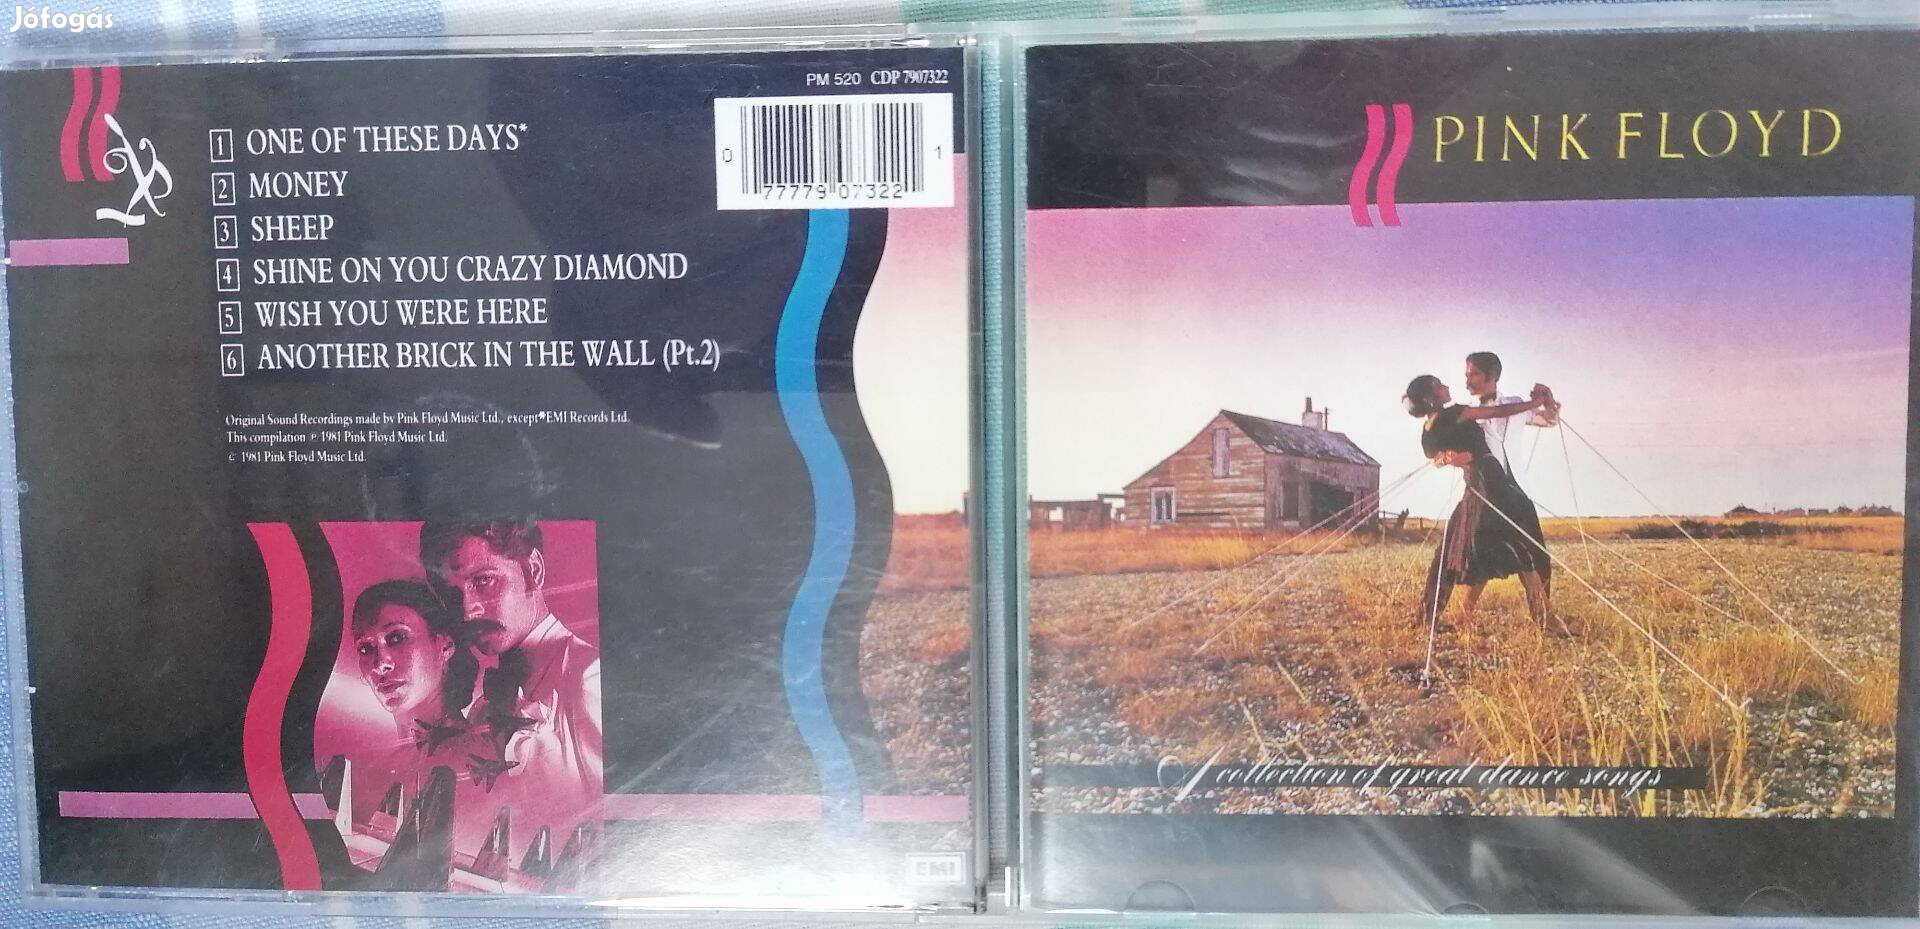 Jófogás
PM 520 CDP 7907322
0 77779 07322 1
1 ONE OF THESE DAYS*
2 MONEY
3 SHEEP
4 SHINE ON YOU CRAZY DIAMOND
5 WISH YOU WERE HERE
6 ANOTHER BRICK IN THE WALL (Pt.2)
Original Sound Recordings made by Pink Floyd Music Ltd., except*EMI Records Ltd.
This compilation ℗ 1981 Pink Floyd Music Ltd.
© 1981 Pink Floyd Music Ltd.
EMI
PINK FLOYD
A collection of great dance songs